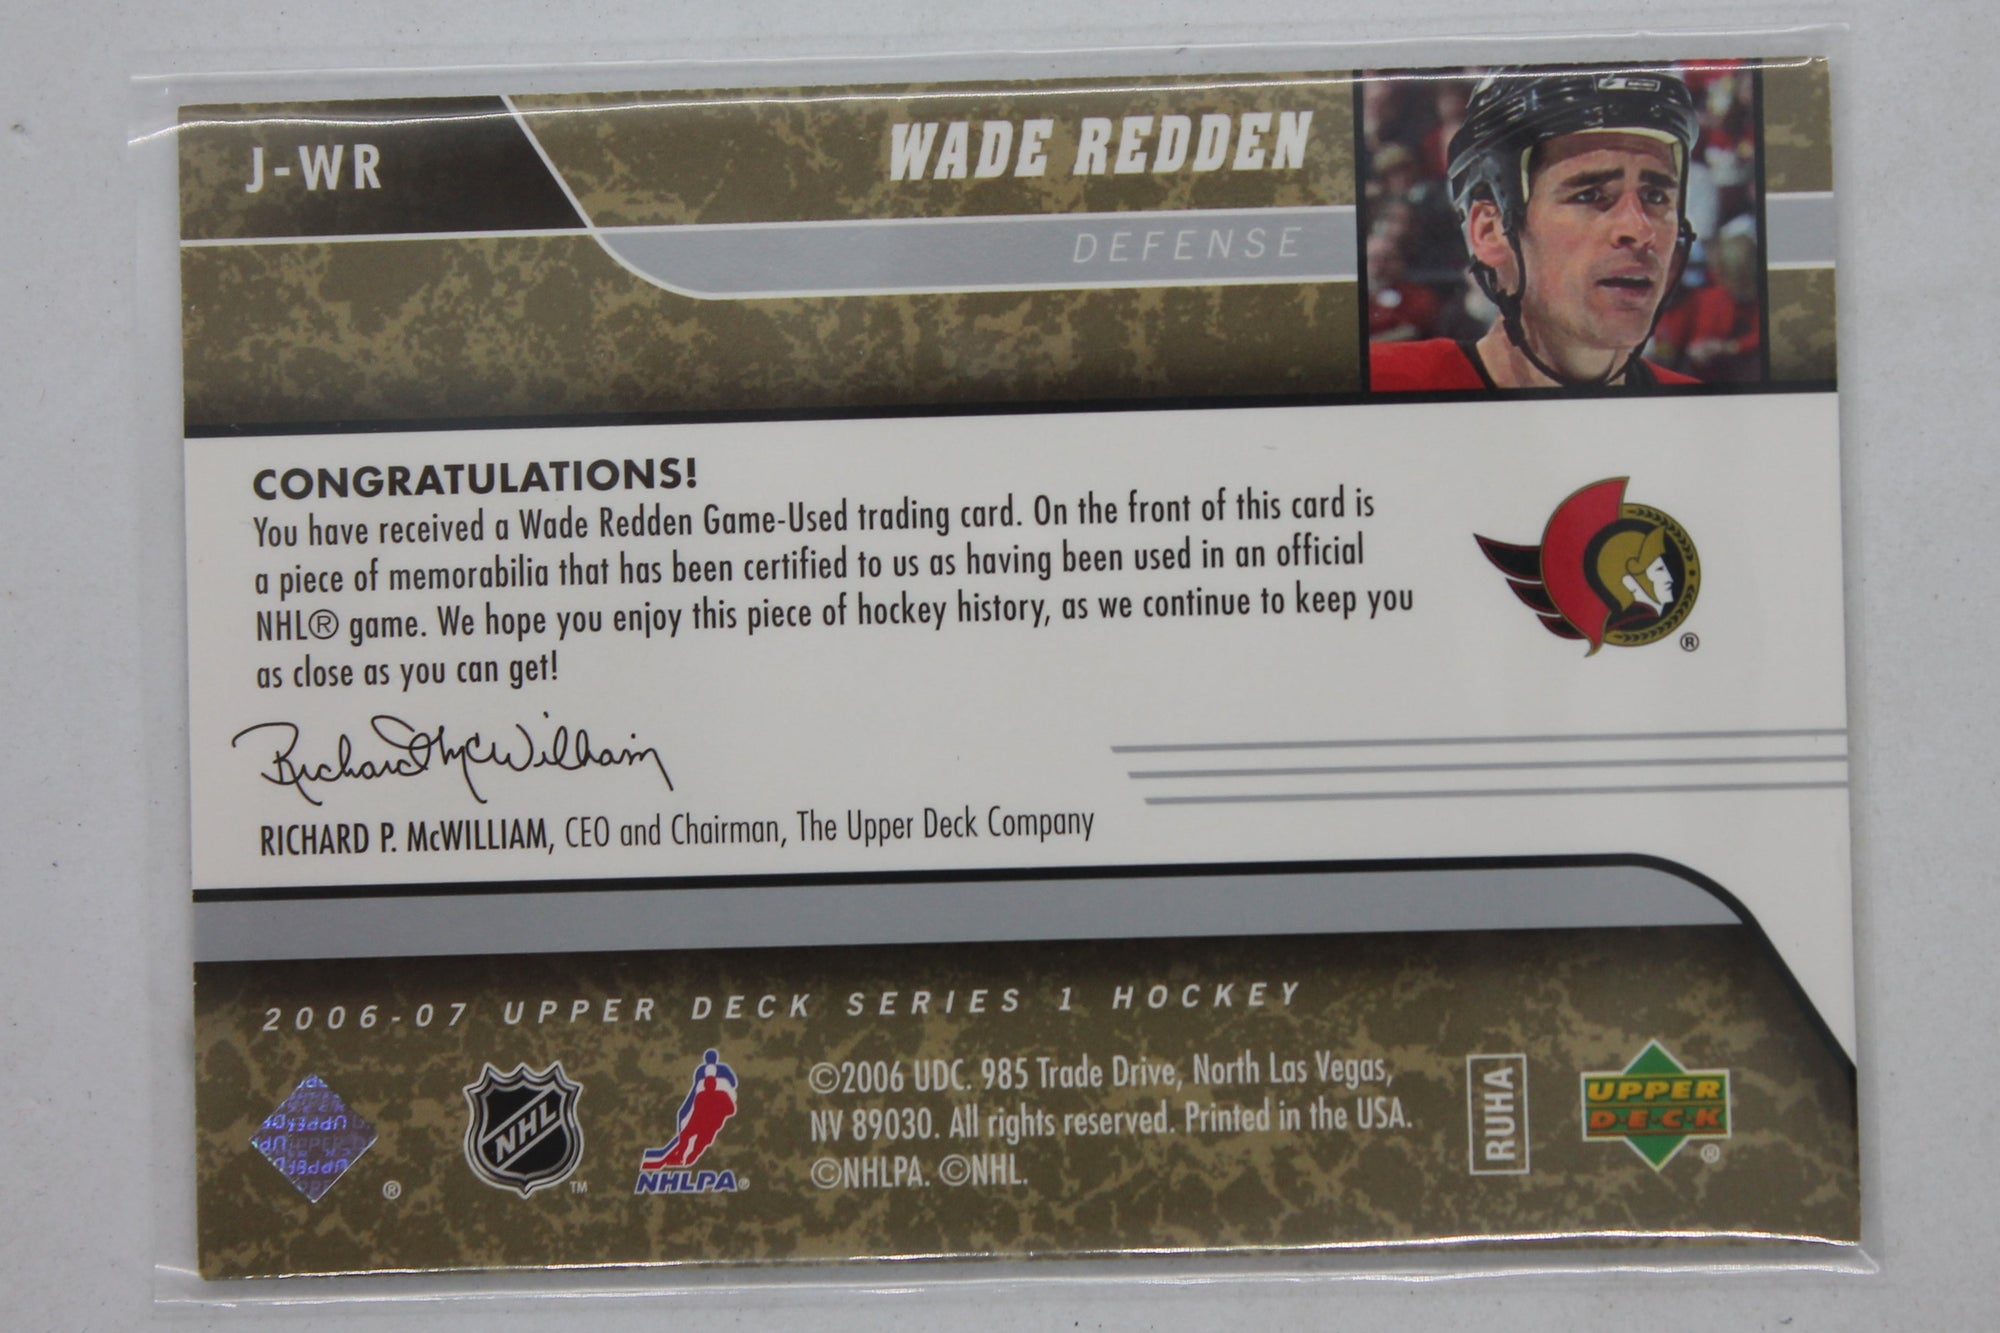 J-WR
WADE REDDEN
DEFENSE
CONGRATULATIONS!
You have received a Wade Redden Game-Used trading card. On the front of this card is
a piece of memorabilia that has been certified to us as having been used in an official
NHL® game. We hope you enjoy this piece of hockey history, as we continue to keep you
as close as you can get!
®
Richard McWilliam
RICHARD P. McWILLIAM, CEO and Chairman, The Upper Deck Company
2006-07 UPPER DECK SERIES 1 HOCKEY
®
NHL
TM
NHLPA®
©2006 UDC. 985 Trade Drive, North Las Vegas,
NV 89030. All rights reserved. Printed in the USA.
©NHLPA. ©NHL.
RUHA
UPPER
D·E·C·K
®